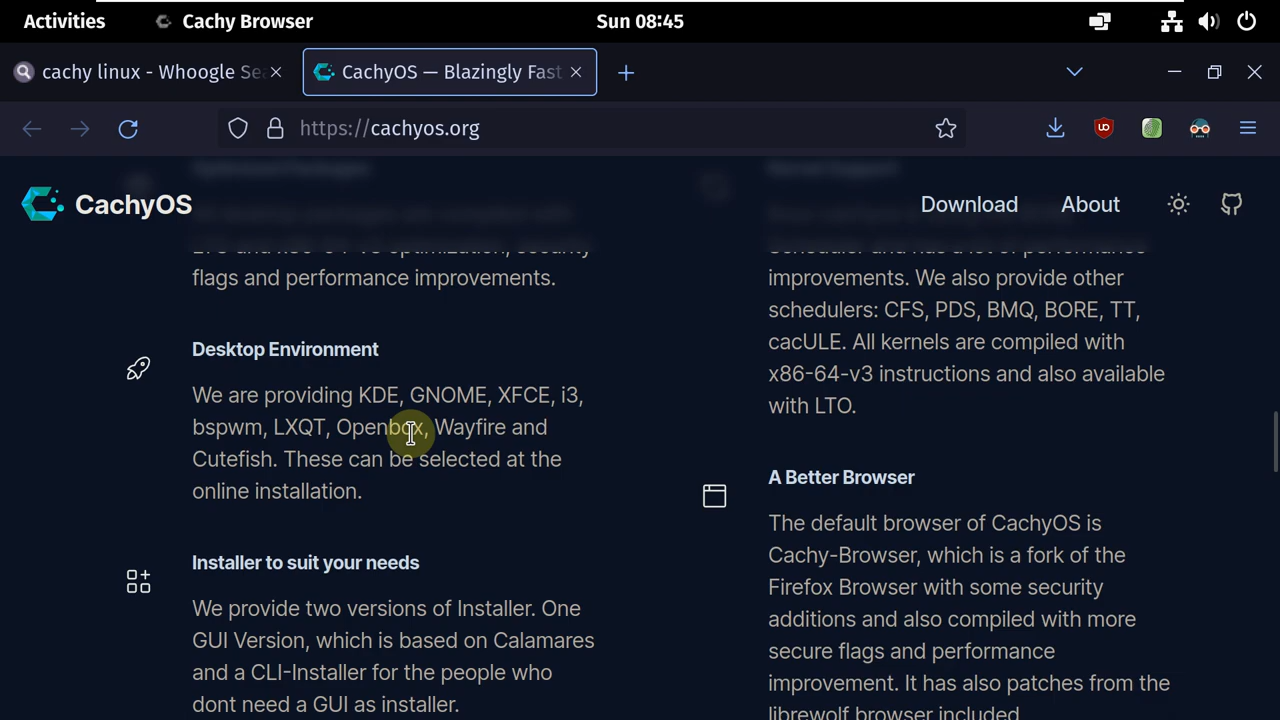 Activities
Cachy Browser
Sun 08:45
cachy linux - Whoogle Se
CachyOS — Blazingly Fast
https://cachyos.org
CachyOS
Download
About
Optimized Packages
flags and performance improvements.
Desktop Environment
We are providing KDE, GNOME, XFCE, i3,
bspwm, LXQT, Openbox, Wayfire and
Cutefish. These can be selected at the
online installation.
Installer to suit your needs
We provide two versions of Installer. One
GUI Version, which is based on Calamares
and a CLI-Installer for the people who
dont need a GUI as installer.
Kernel Support
improvements. We also provide other
schedulers: CFS, PDS, BMQ, BORE, TT,
cacULE. All kernels are compiled with
x86-64-v3 instructions and also available
with LTO.
A Better Browser
The default browser of CachyOS is
Cachy-Browser, which is a fork of the
Firefox Browser with some security
additions and also compiled with more
secure flags and performance
improvement. It has also patches from the
librewolf browser included